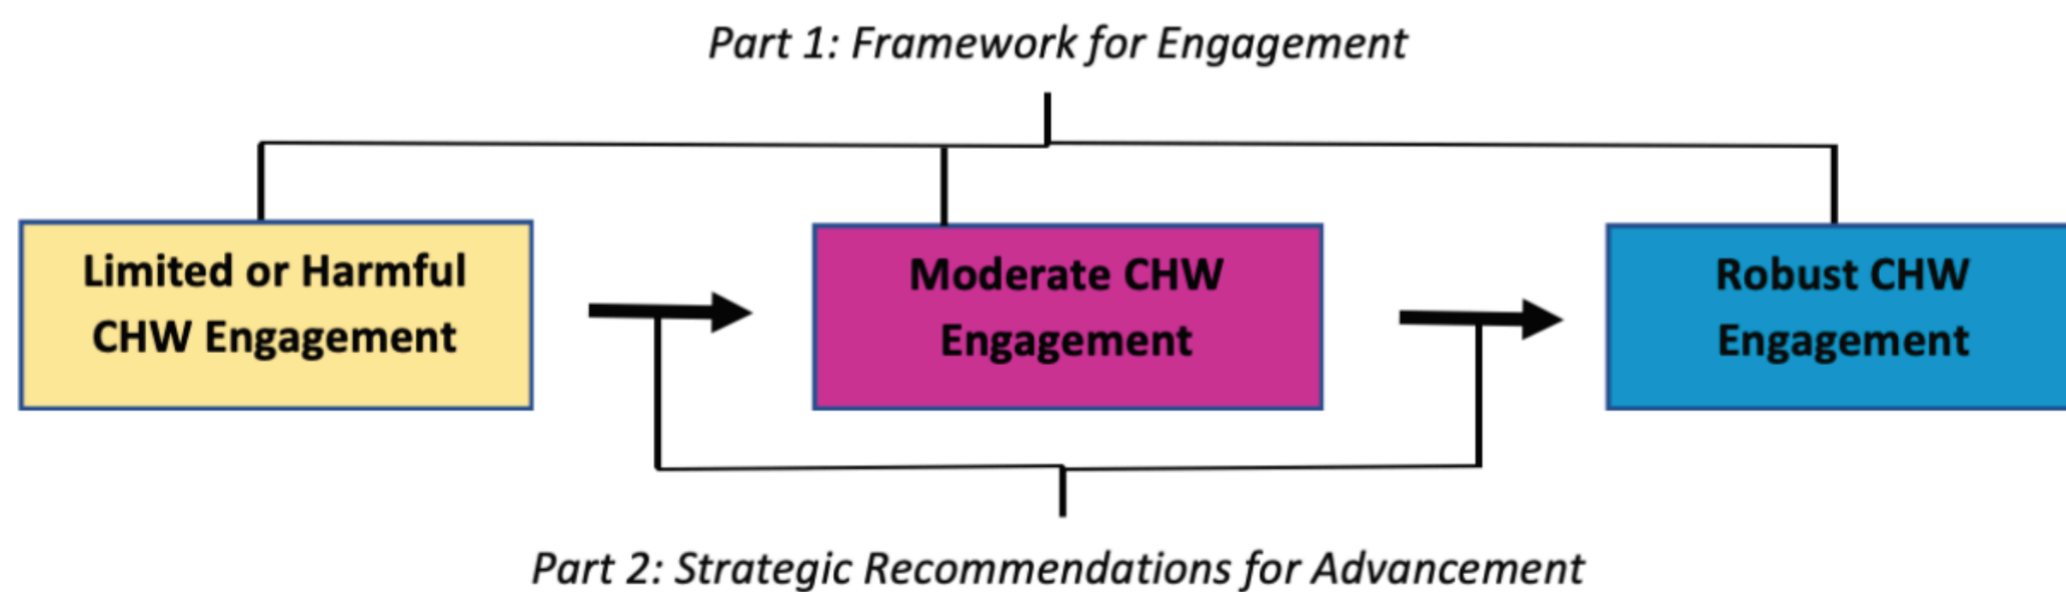 Part 1: Framework for Engagement
Limited or Harmful
CHW Engagement
Moderate CHW
Engagement
Robust CHW
Engagement
Part 2: Strategic Recommendations for Advancement